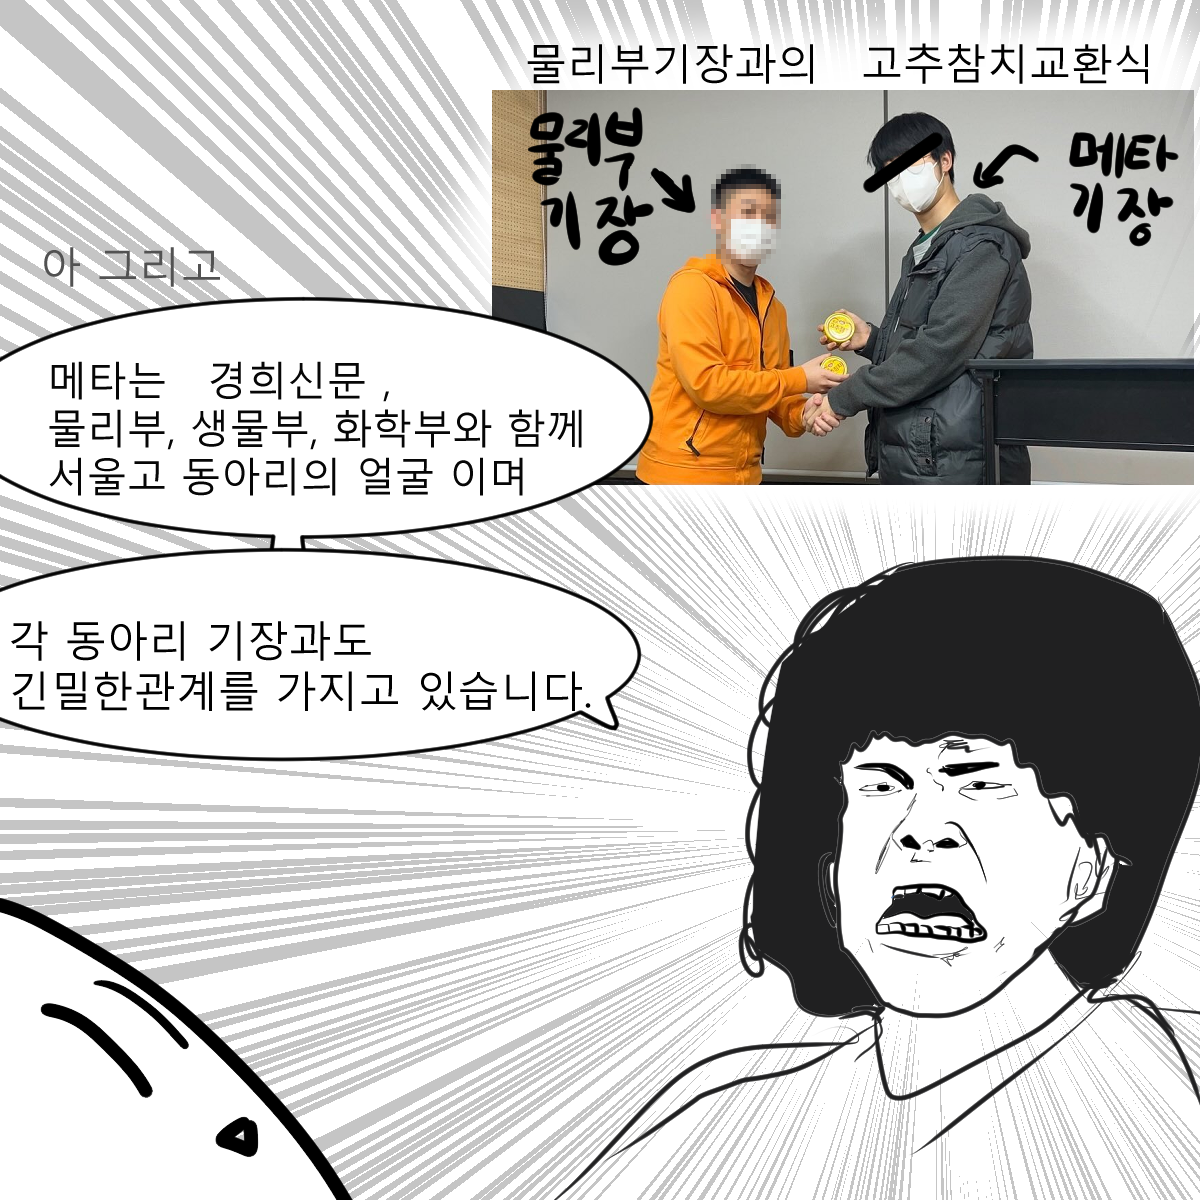 물리부기장과의 고추참치교환식
물리부
기장
메타
기장
아 그리고
메타는 경희신문 ,
물리부, 생물부, 화학부와 함께
서울고 동아리의 얼굴 이며
각 동아리 기장과도
긴밀한관계를 가지고 있습니다.